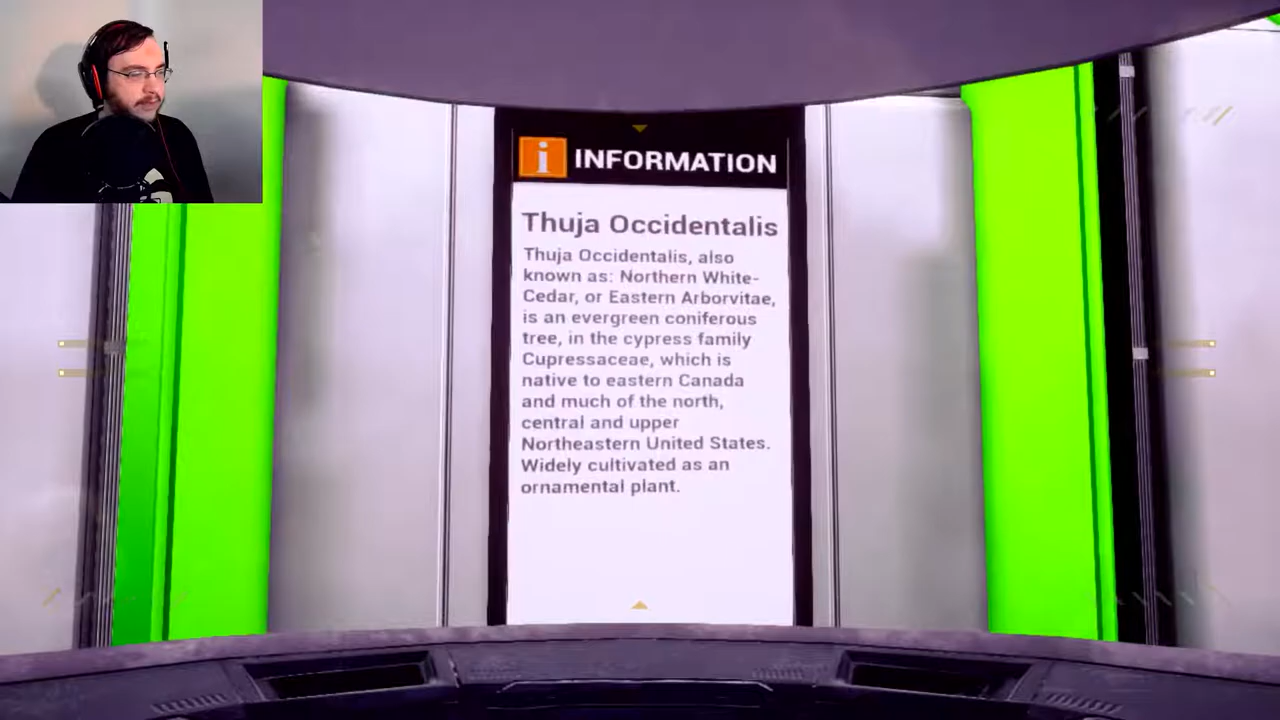 INFORMATION
Thuja Occidentalis
Thuja Occidentalis, also
known as: Northern White-
Cedar, or Eastern Arborvitae,
is an evergreen coniferous
tree, in the cypress family
Cupressaceae, which is
native to eastern Canada
and much of the north,
central and upper
Northeastern United States.
Widely cultivated as an
ornamental plant.